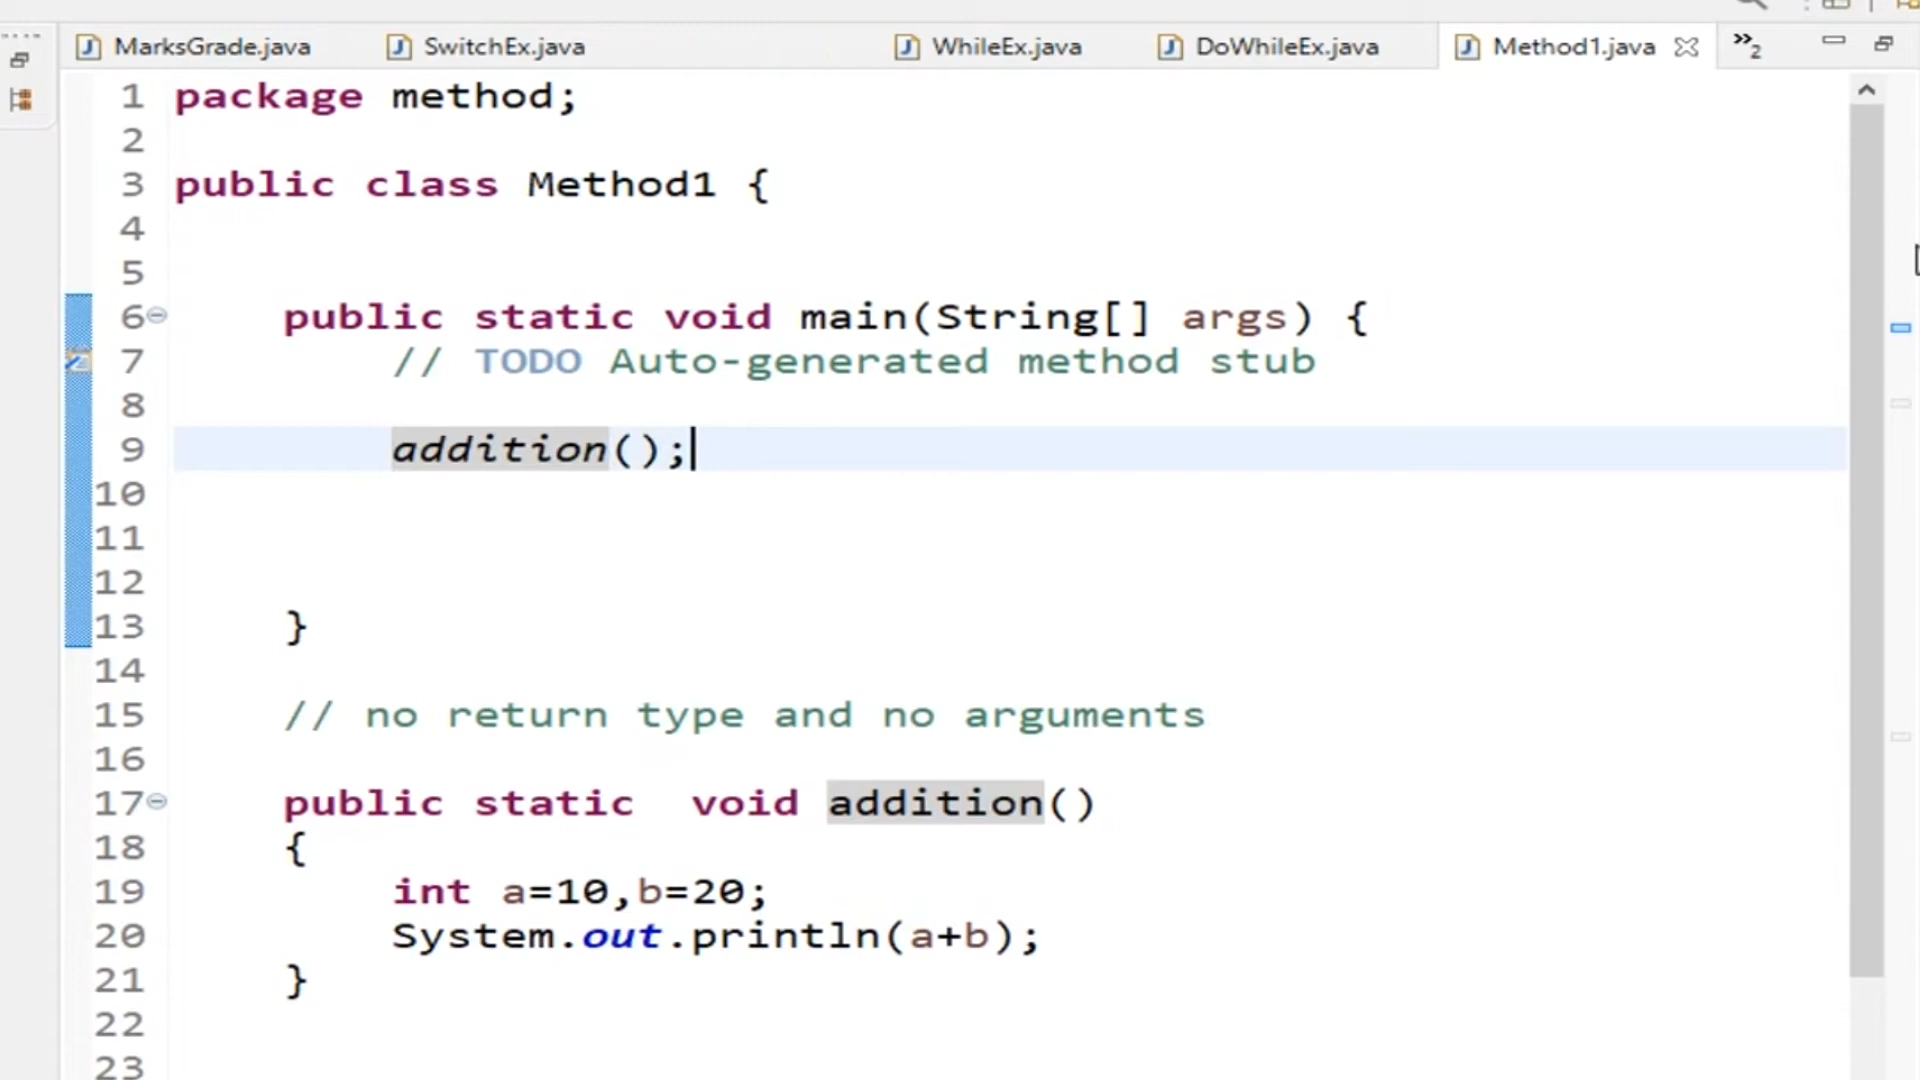 MarksGrade.java SwitchEx.java WhileEx.java DoWhileEx.java Method1.java »2
1 package method;
2
3 public class Method1 {
4
5
6 public static void main(String[] args) {
7 // TODO Auto-generated method stub
8
9 addition();
10
11
12
13 }
14
15 // no return type and no arguments
16
17 public static  void addition()
18 {
19 int a=10,b=20;
20 System.out.println(a+b);
21 }
22
23